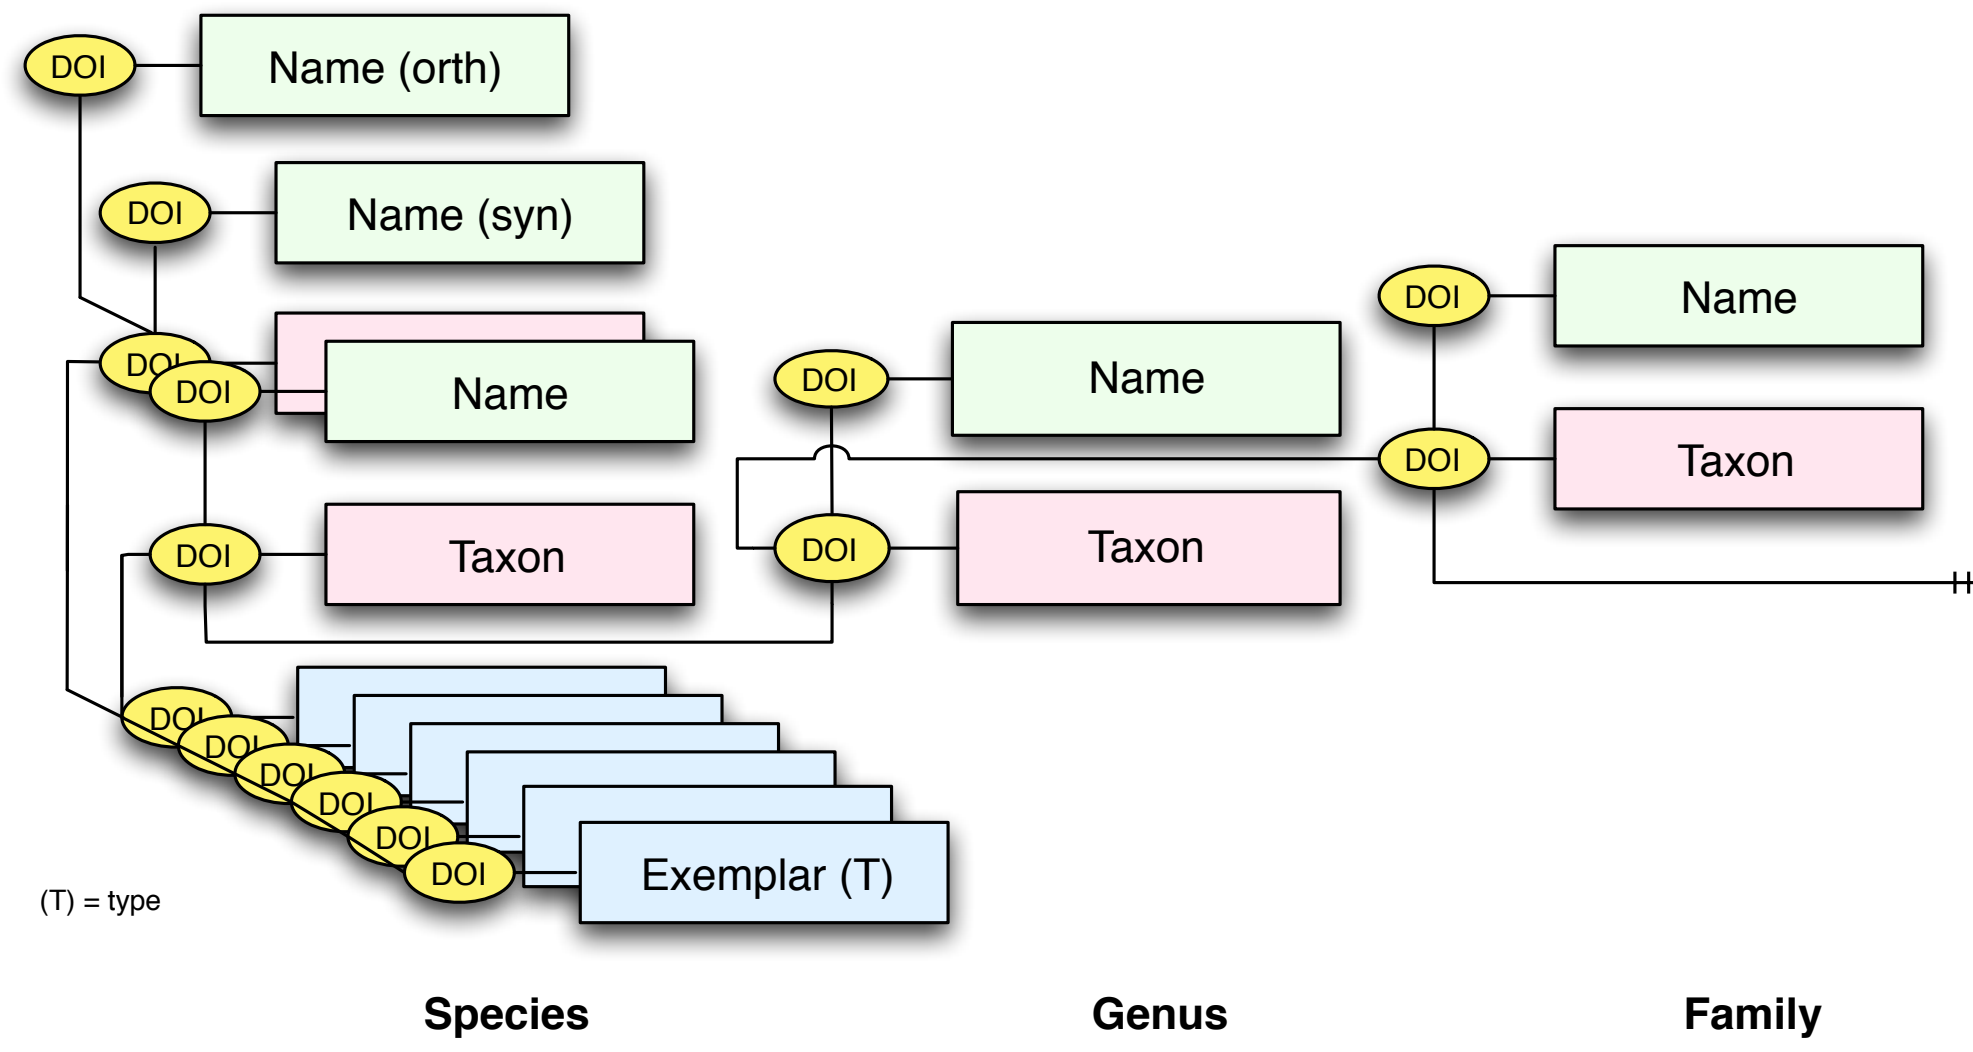 DOI
Name (orth)
DOI
Name (syn)
DOI
DOI
Name
DOI
Taxon
DOI
DOI
DOI
DOI
DOI
DOI
Exemplar (T)
(T) = type
DOI
Name
DOI
Taxon
DOI
Name
DOI
Taxon
Species
Genus
Family